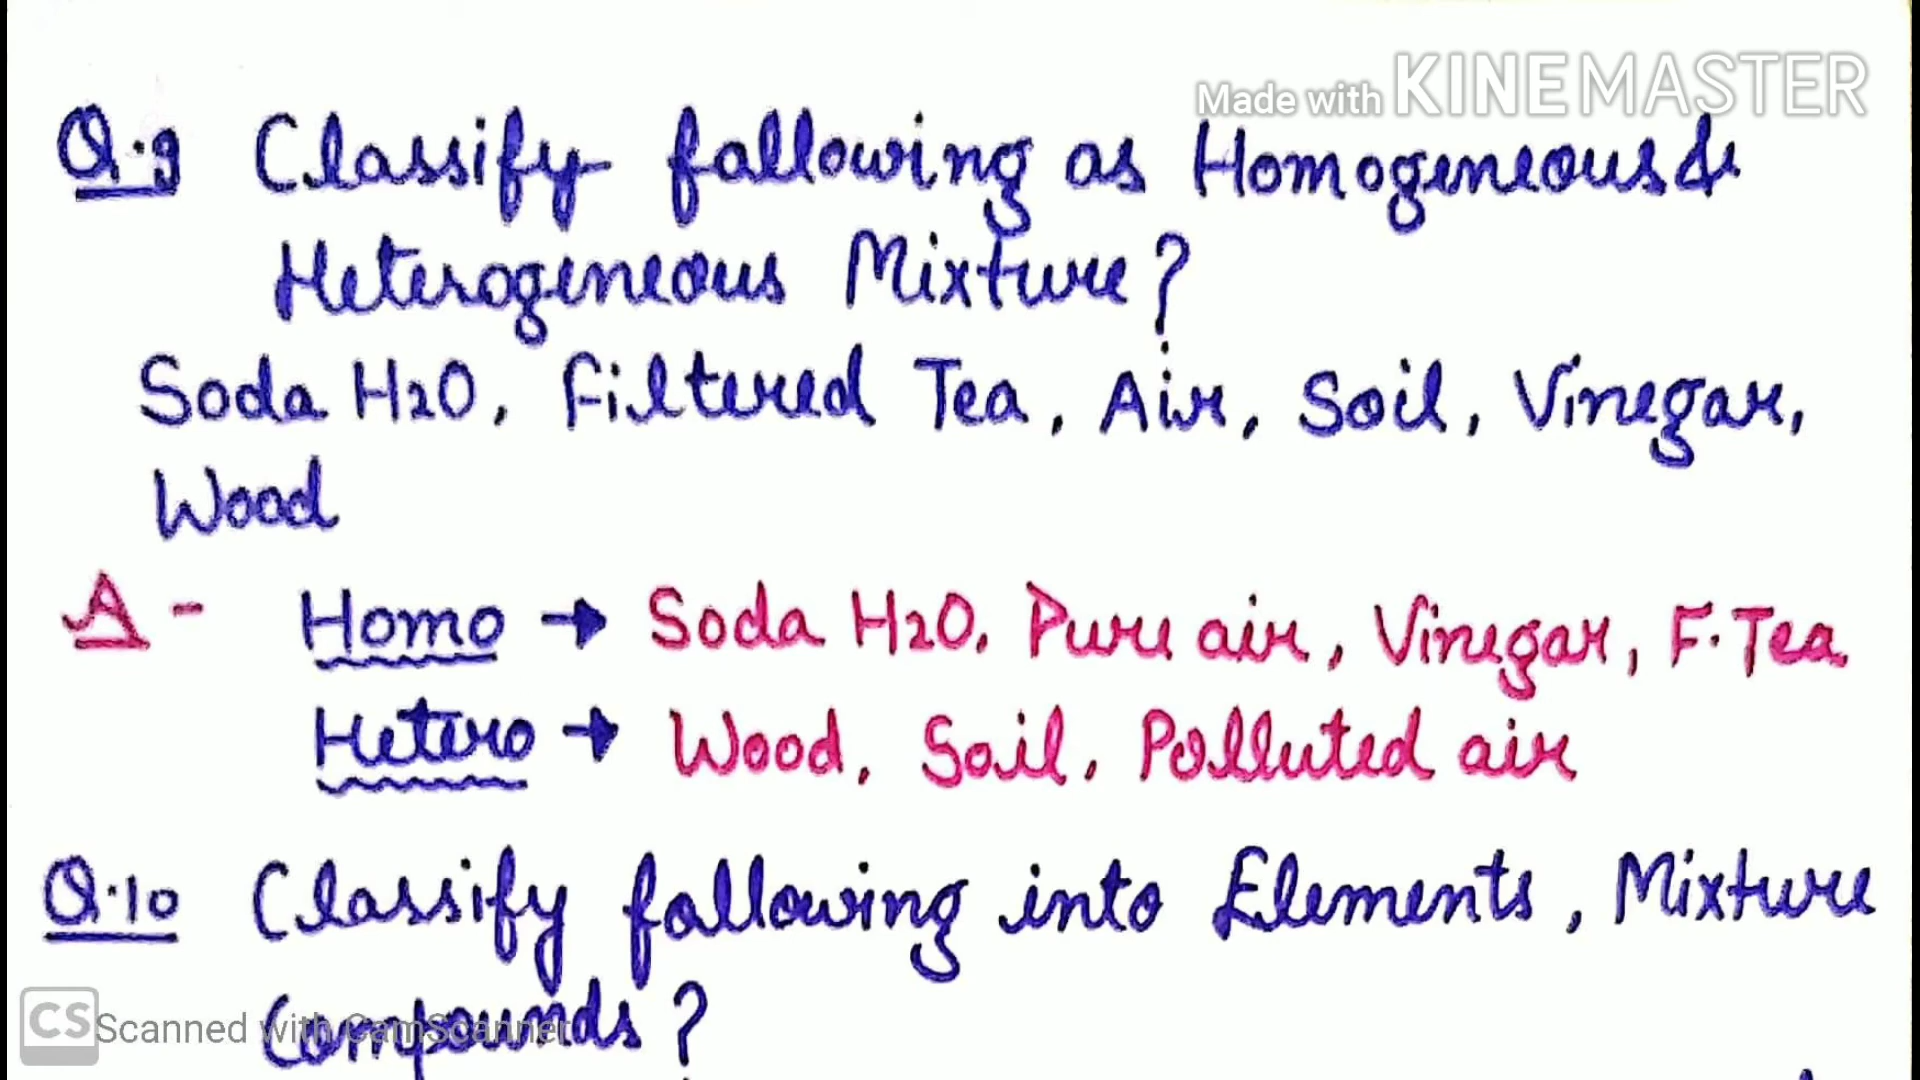 Made with KINEMASTER
Q.9 Classify following as Homogeneous &
Heterogeneous Mixture?
Soda H2O, Filtered Tea, Air, Soil, Vinegar,
Wood
A - Homo → Soda H2O, Pure air, Vinegar, F. Tea
Hetero → Wood, Soil, Polluted air
Q.10 Classify following into Elements, Mixture
Compounds?
CS Scanned with CamScanner